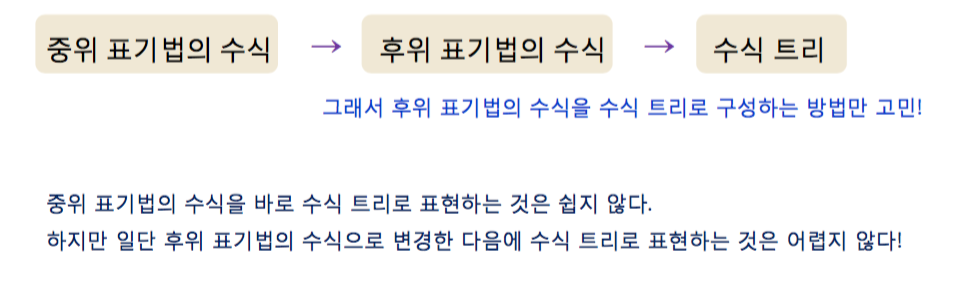 중위 표기법의 수식 → 후위 표기법의 수식 → 수식 트리
그래서 후위 표기법의 수식을 수식 트리로 구성하는 방법만 고민!
중위 표기법의 수식을 바로 수식 트리로 표현하는 것은 쉽지 않다.
하지만 일단 후위 표기법의 수식으로 변경한 다음에 수식 트리로 표현하는 것은 어렵지 않다!